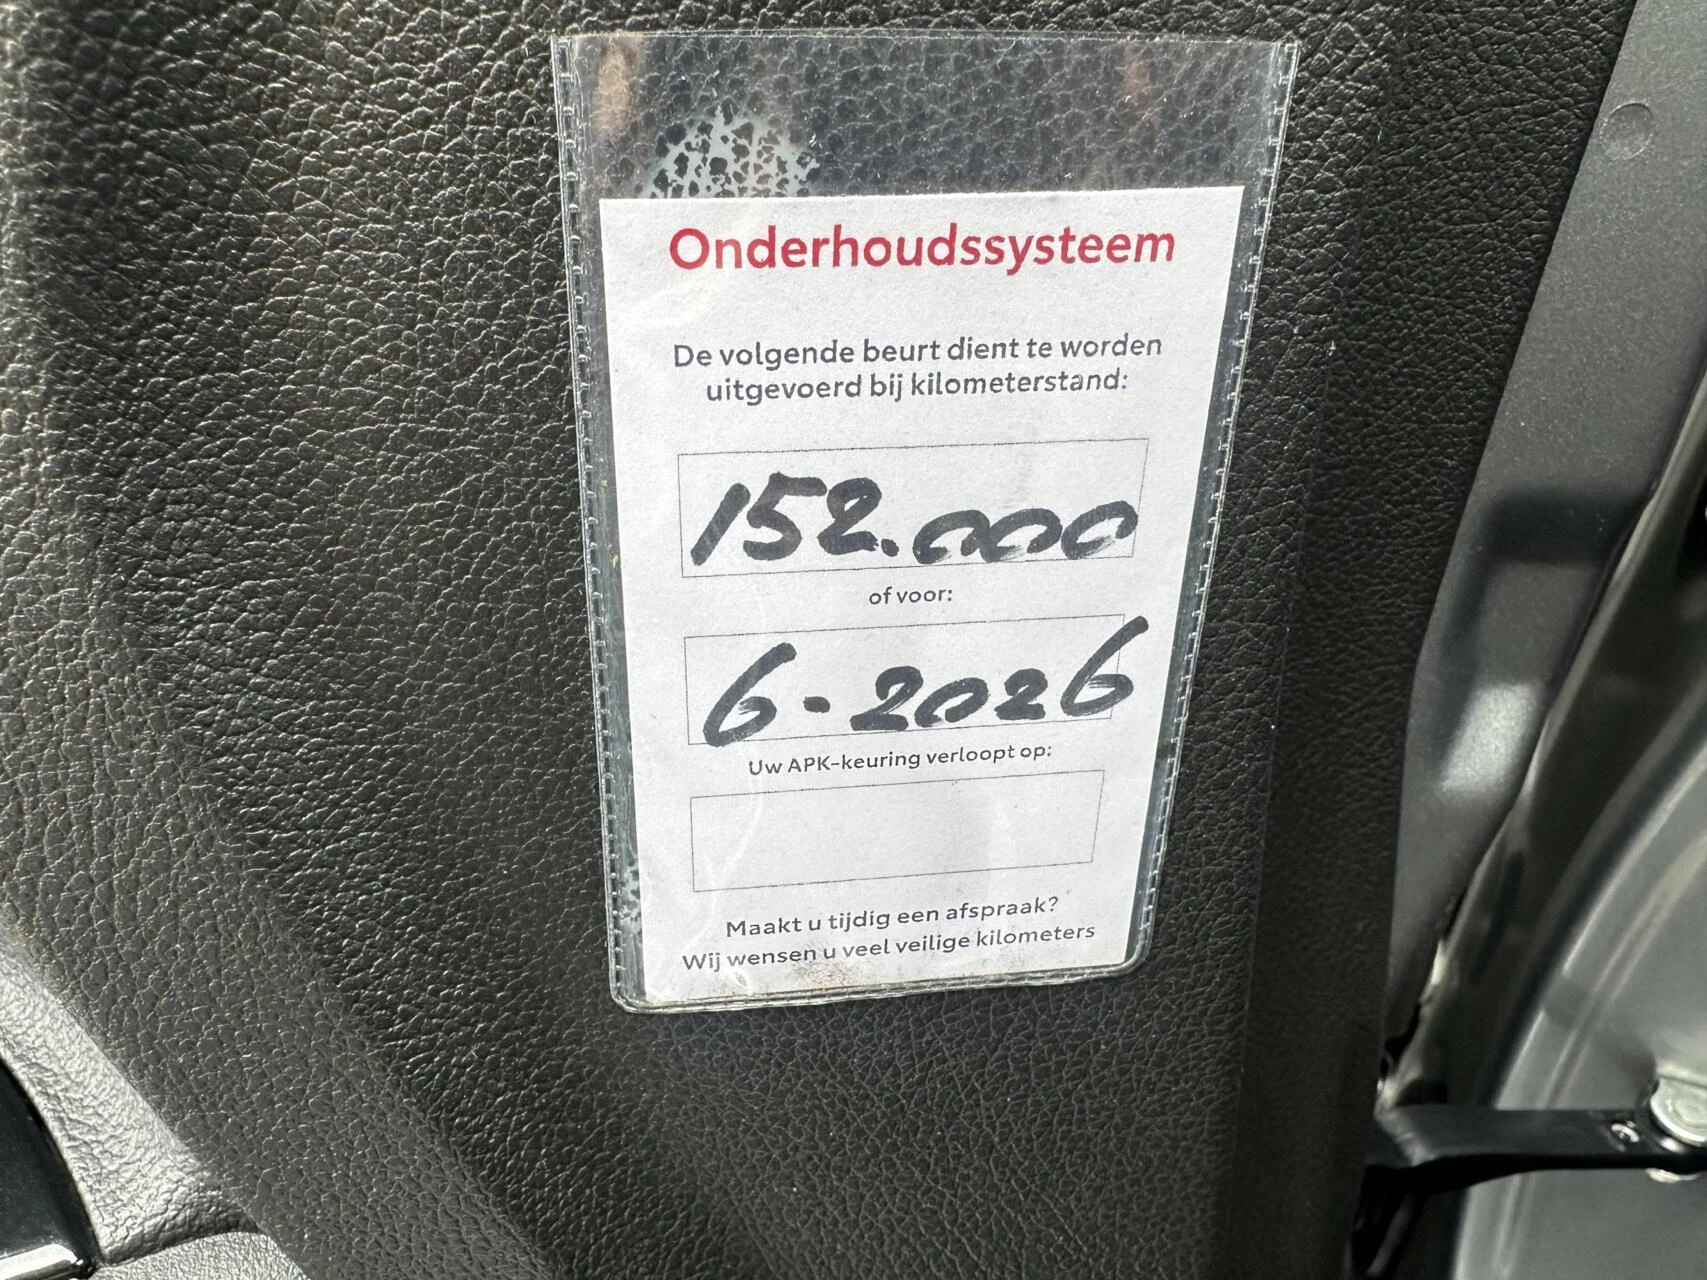 Onderhoudssysteem
De volgende beurt dient te worden
uitgevoerd bij kilometerstand:
152.000
of voor:
6-2026
Uw APK-keuring verloopt op:
Maakt u tijdig een afspraak?
Wij wensen u veel veilige kilometers